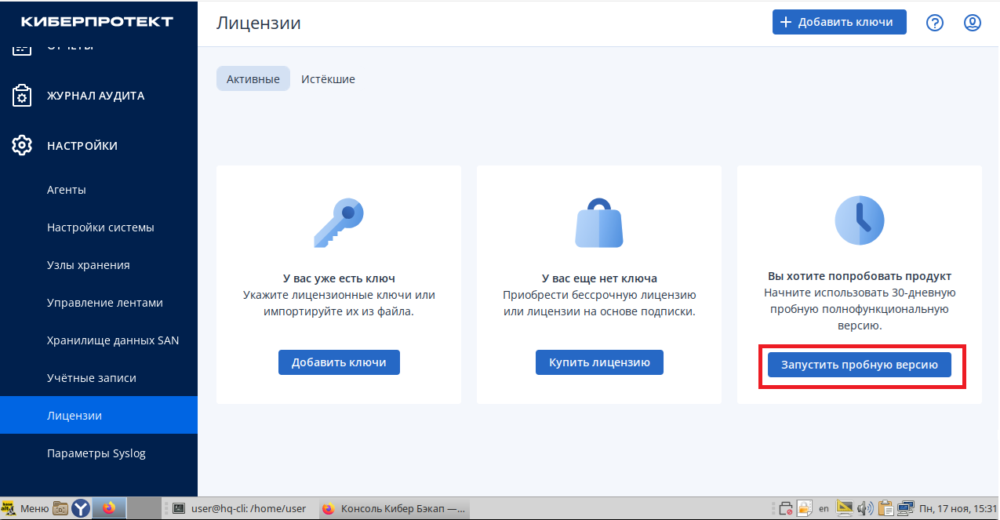 КИБЕРПРОТЕКТ
Лицензии
Добавить ключи
ОТЧЁТЫ
Активные
Истёкшие
ЖУРНАЛ АУДИТА
НАСТРОЙКИ
Агенты
Настройки системы
Узлы хранения
Управление лентами
Хранилище данных SAN
Учётные записи
Лицензии
Параметры Syslog
У вас уже есть ключ
Укажите лицензионные ключи или
импортируйте их из файла.
Добавить ключи
У вас еще нет ключа
Приобрести бессрочную лицензию
или лицензии на основе подписки.
Купить лицензию
Вы хотите попробовать продукт
Начните использовать 30-дневную
пробную полнофункциональную
версию.
Запустить пробную версию
Меню
user@hq-cli: /home/user
Консоль Кибер Бэкап —...
en
Пн, 17 ноя, 15:31